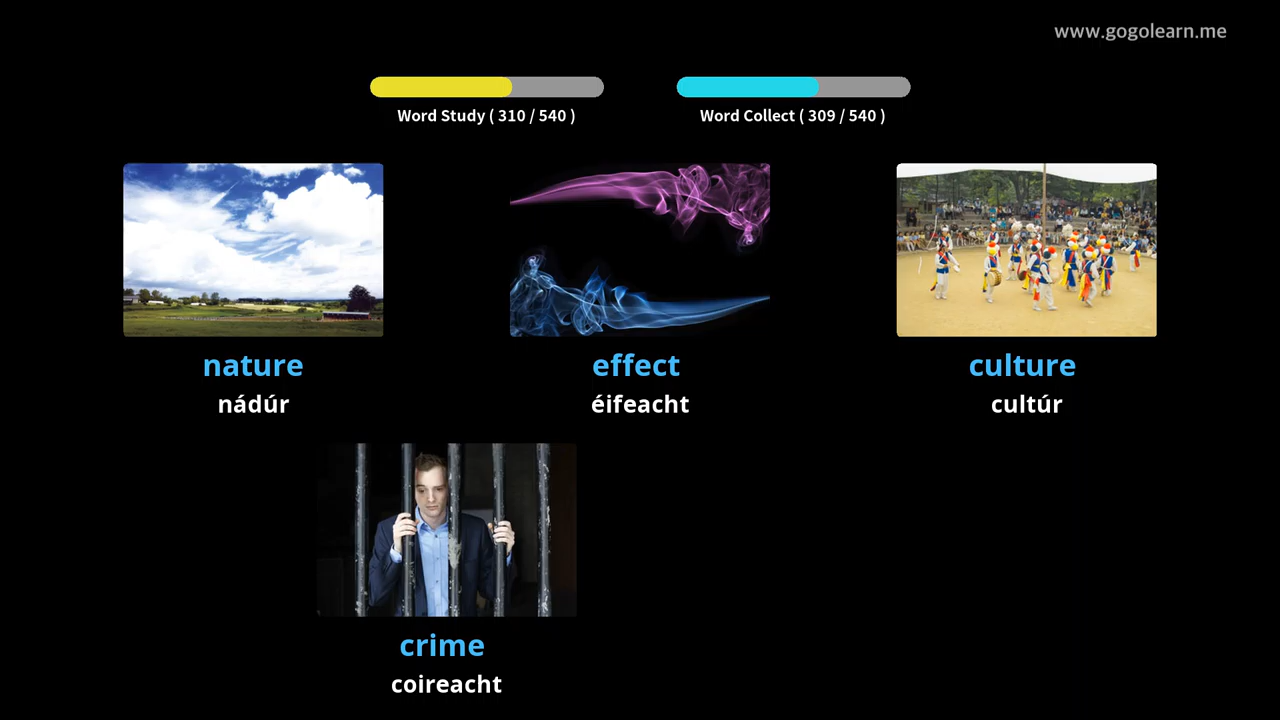 www.gogolearn.me
Word Study ( 310 / 540 )
Word Collect ( 309 / 540 )
nature
nádúr
effect
éifeacht
culture
cultúr
crime
coireacht